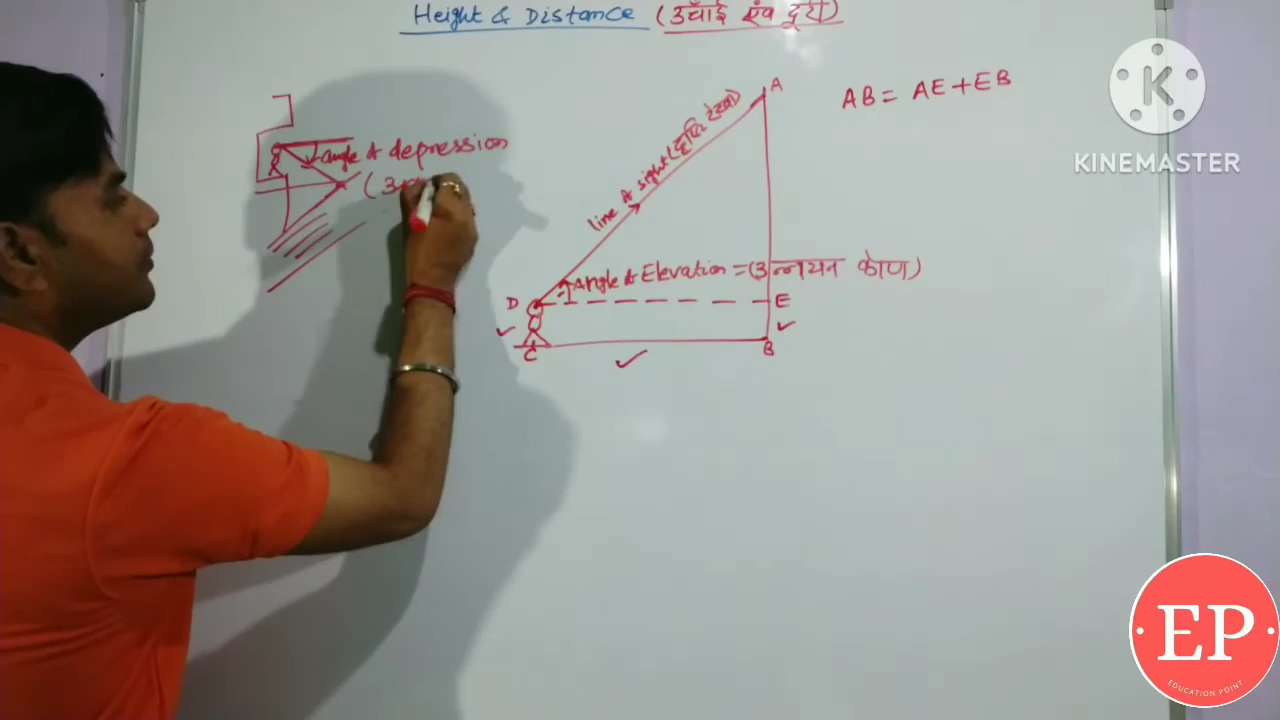 Height & Distance (उचाँई एंव दूरी)
A
AB = AE + EB
KINEMASTER
angle of depression
(
line of sight (दृष्टि रेखा)
Angle of Elevation = (उन्नयन कोण)
D
E
C
B
EP
EDUCATION POINT